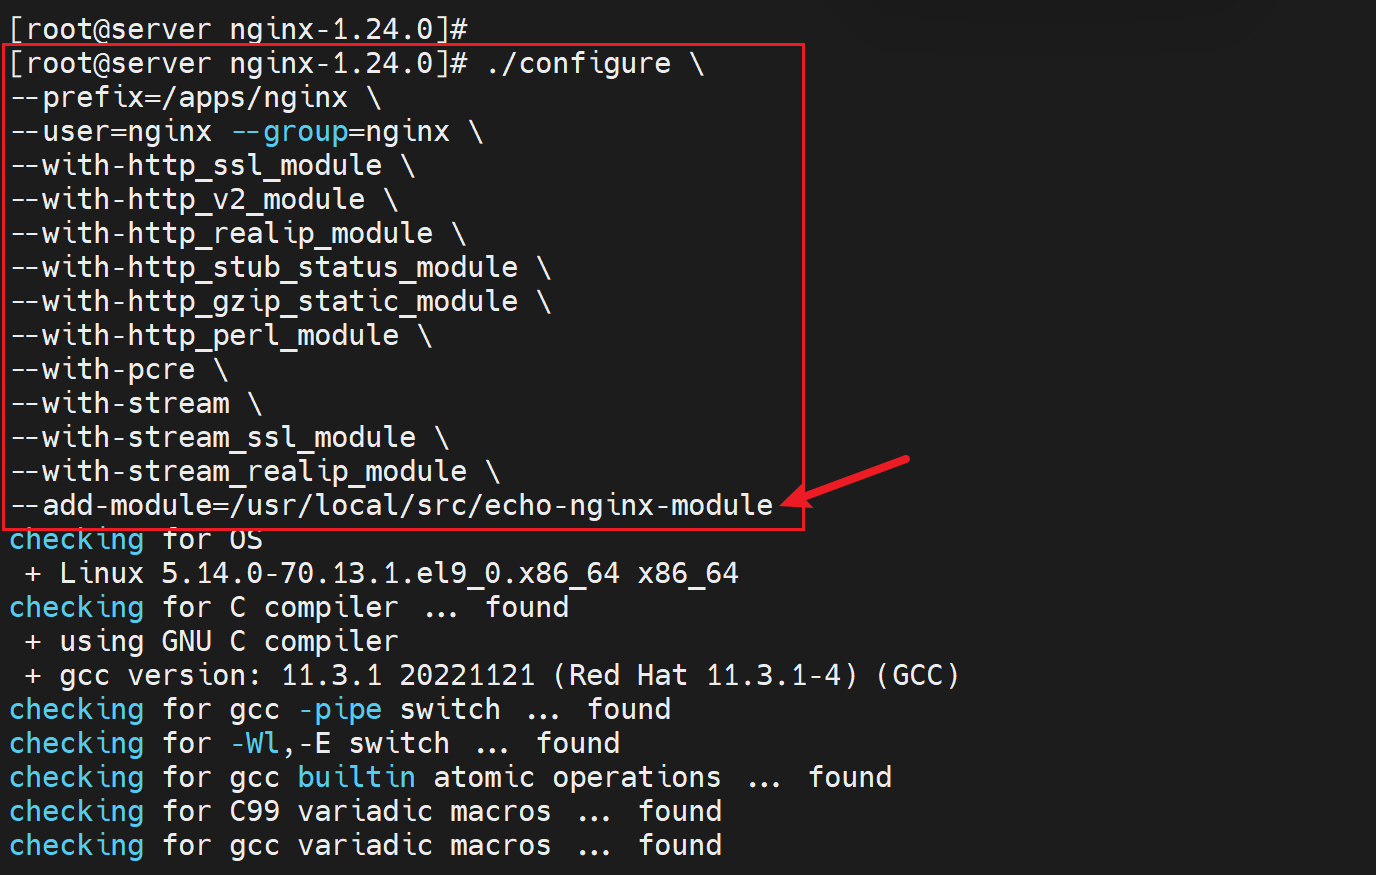 [root@server nginx-1.24.0]#
[root@server nginx-1.24.0]# ./configure \
--prefix=/apps/nginx \
--user=nginx --group=nginx \
--with-http_ssl_module \
--with-http_v2_module \
--with-http_realip_module \
--with-http_stub_status_module \
--with-http_gzip_static_module \
--with-http_perl_module \
--with-pcre \
--with-stream \
--with-stream_ssl_module \
--with-stream_realip_module \
--add-module=/usr/local/src/echo-nginx-module
checking for OS
 + Linux 5.14.0-70.13.1.el9_0.x86_64 x86_64
checking for C compiler ... found
 + using GNU C compiler
 + gcc version: 11.3.1 20221121 (Red Hat 11.3.1-4) (GCC)
checking for gcc -pipe switch ... found
checking for -Wl,-E switch ... found
checking for gcc builtin atomic operations ... found
checking for C99 variadic macros ... found
checking for gcc variadic macros ... found